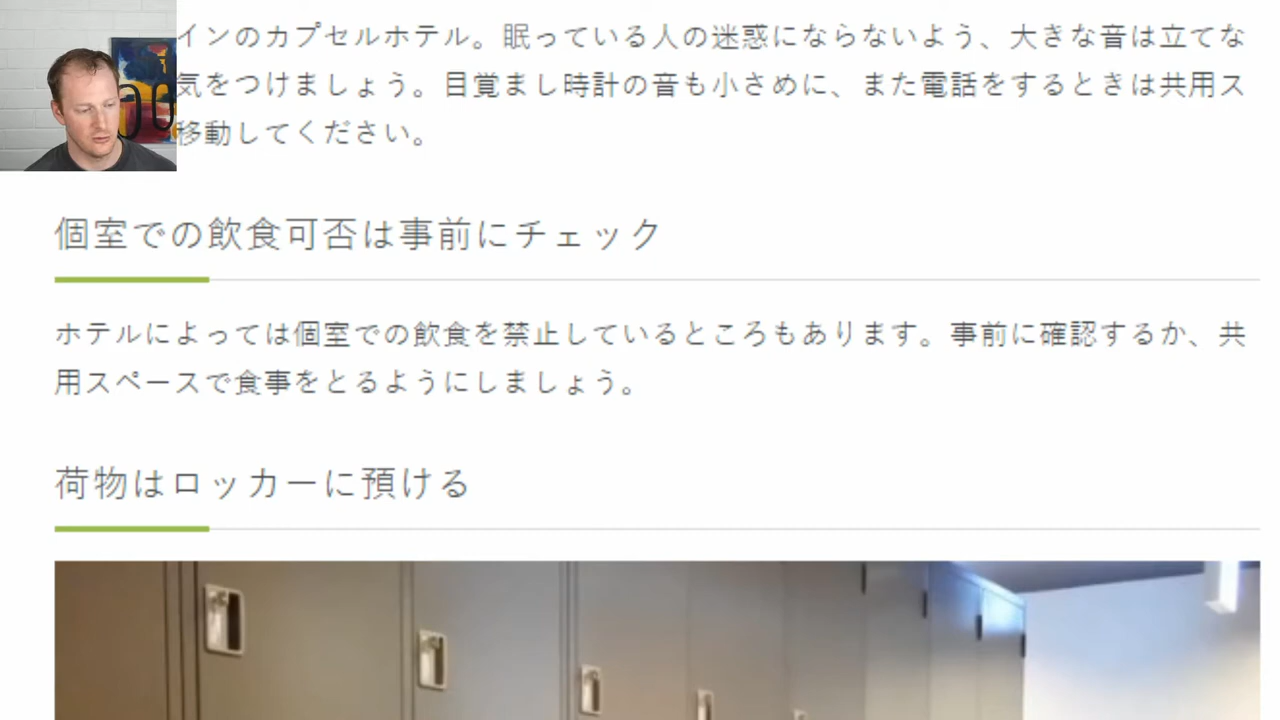 インのカプセルホテル。眠っている人の迷惑にならないよう、大きな音は立てな
気をつけましょう。目覚まし時計の音も小さめに、また電話をするときは共用ス
移動してください。
個室での飲食可否は事前にチェック
ホテルによっては個室での飲食を禁止しているところもあります。事前に確認するか、共
用スペースで食事をとるようにしましょう。
荷物はロッカーに預ける